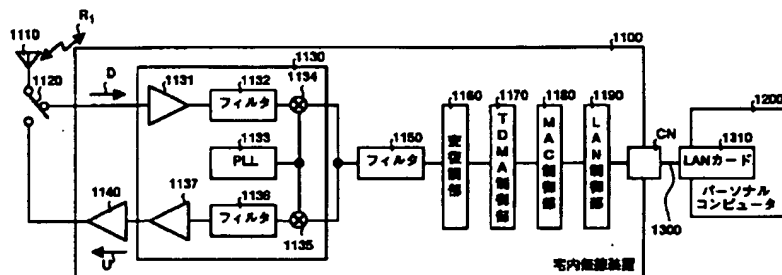 1110
R1
1120
D
1130
1131
1132
フィルタ
1134
1133
PLL
1140
1137
1136
フィルタ
1135
U
1150
フィルタ
1160
変復調部
1170
TDMA制御部
1180
MAC制御部
1190
LAN制御部
1100
CN
1200
1310
LANカード
パーソナル
コンピュータ
1300
宅内無線装置